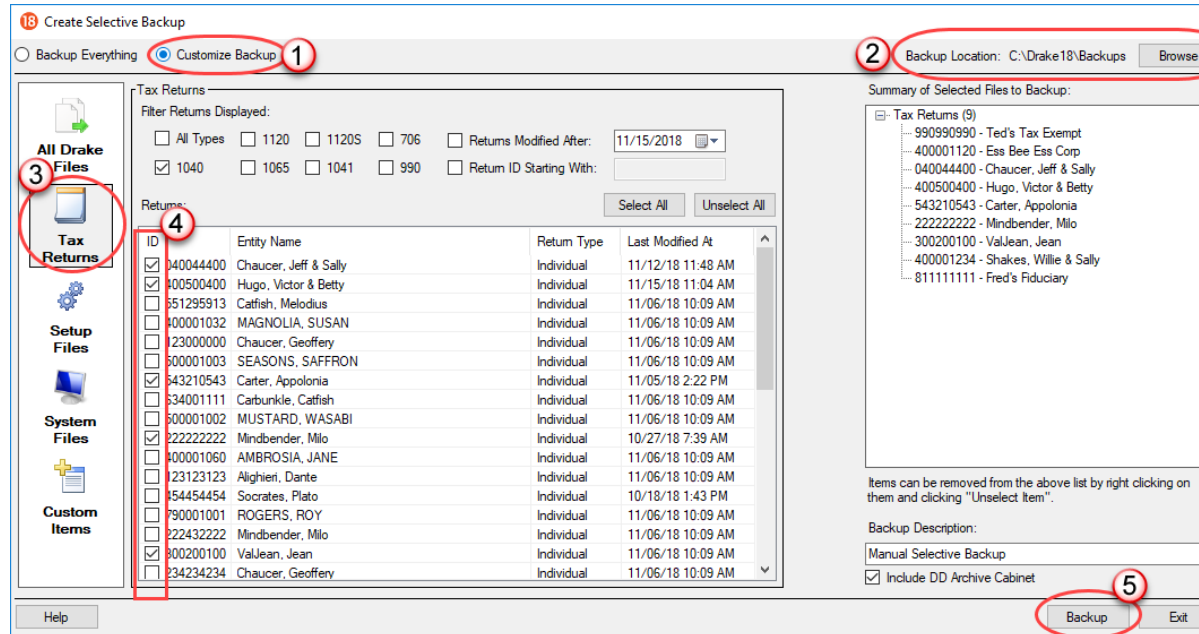 18 Create Selective Backup
Backup Everything Customize Backup 1 2 Backup Location: C:\Drake18\Backups Browse
All Drake Files
3
Tax Returns
Setup Files
System Files
Custom Items
Tax Returns
Filter Returns Displayed:
All Types 1120 1120S 706 Returns Modified After: 11/15/2018
1040 1065 1041 990 Return ID Starting With:
Returns: Select All Unselect All
4
ID Entity Name Return Type Last Modified At
040044400 Chaucer, Jeff & Sally Individual 11/12/18 11:48 AM
400500400 Hugo, Victor & Betty Individual 11/15/18 11:04 AM
651295913 Catfish, Melodius Individual 11/06/18 10:09 AM
400001032 MAGNOLIA, SUSAN Individual 11/06/18 10:09 AM
123000000 Chaucer, Geoffery Individual 11/06/18 10:09 AM
500001003 SEASONS, SAFFRON Individual 11/06/18 10:09 AM
543210543 Carter, Appolonia Individual 11/05/18 2:22 PM
634001111 Carbunkle, Catfish Individual 11/06/18 10:09 AM
500001002 MUSTARD, WASABI Individual 11/06/18 10:09 AM
222222222 Mindbender, Milo Individual 10/27/18 7:39 AM
400001060 AMBROSIA, JANE Individual 11/06/18 10:09 AM
123123123 Alighieri, Dante Individual 11/06/18 10:09 AM
454454454 Socrates, Plato Individual 10/18/18 1:43 PM
790001001 ROGERS, ROY Individual 11/06/18 10:09 AM
222432222 Mindbender, Milo Individual 11/06/18 10:09 AM
300200100 ValJean, Jean Individual 11/06/18 10:09 AM
234234234 Chaucer, Geoffery Individual 11/06/18 10:09 AM
Summary of Selected Files to Backup:
Tax Returns (9)
990990990 - Ted's Tax Exempt
400001120 - Ess Bee Ess Corp
040044400 - Chaucer, Jeff & Sally
400500400 - Hugo, Victor & Betty
543210543 - Carter, Appolonia
222222222 - Mindbender, Milo
300200100 - ValJean, Jean
400001234 - Shakes, Willie & Sally
811111111 - Fred's Fiduciary
Items can be removed from the above list by right clicking on
them and clicking "Unselect Item".
Backup Description:
Manual Selective Backup
Include DD Archive Cabinet
5
Help Backup Exit